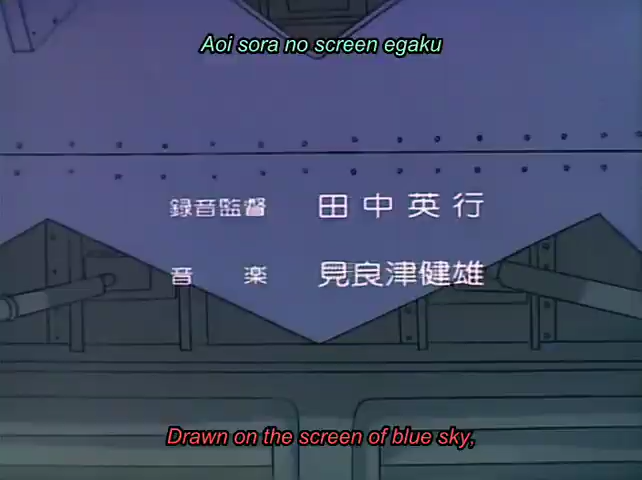 Aoi sora no screen egaku
録音監督 田中英行
音楽 見良津健雄
Drawn on the screen of blue sky,